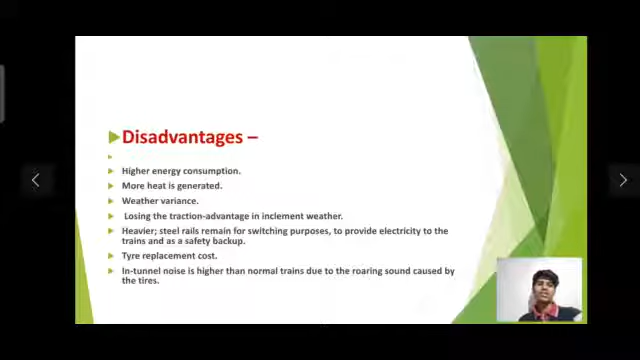 Disadvantages –
Higher energy consumption.
More heat is generated.
Weather variance.
Losing the traction-advantage in inclement weather.
Heavier; steel rails remain for switching purposes, to provide electricity to the
trains and as a safety backup.
Tyre replacement cost.
In-tunnel noise is higher than normal trains due to the roaring sound caused by
the tires.